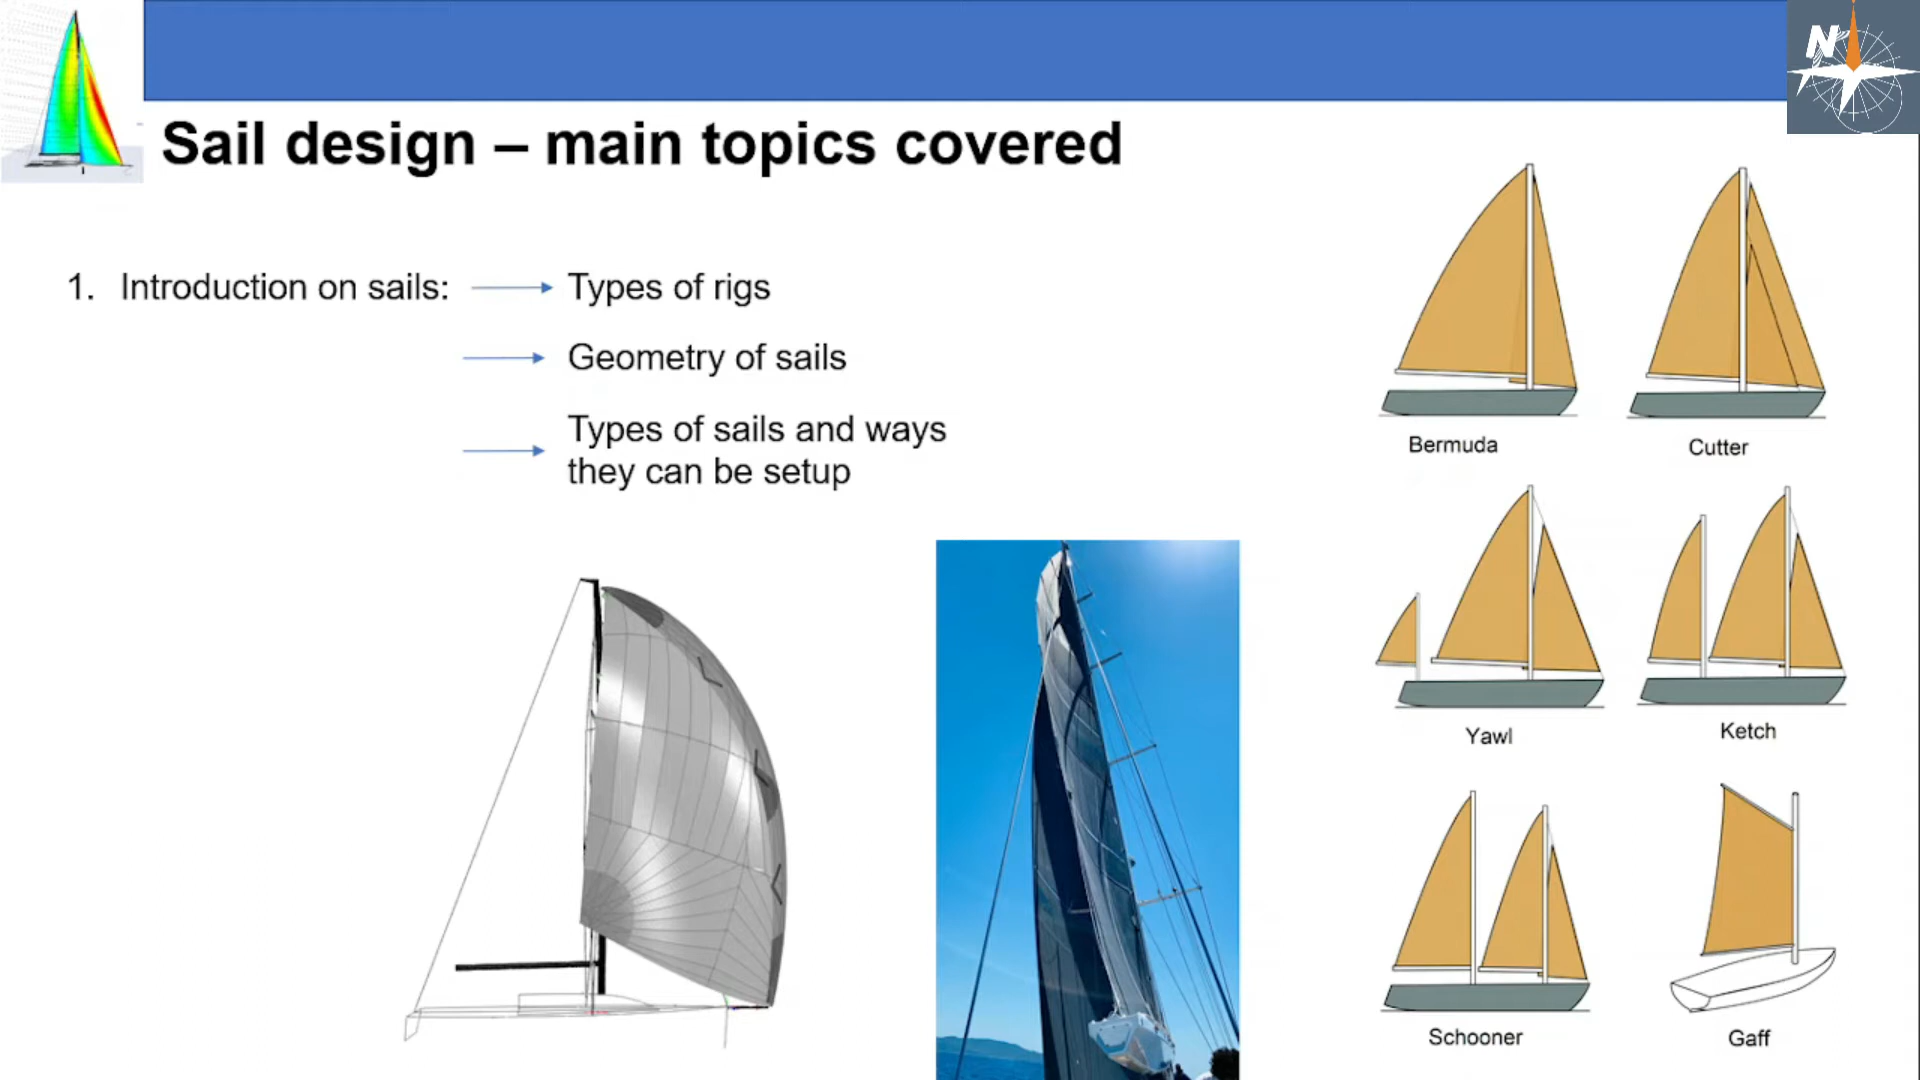 N
Sail design – main topics covered
1. Introduction on sails:
Types of rigs
Geometry of sails
Types of sails and ways
they can be setup
Bermuda
Cutter
Yawl
Ketch
Schooner
Gaff